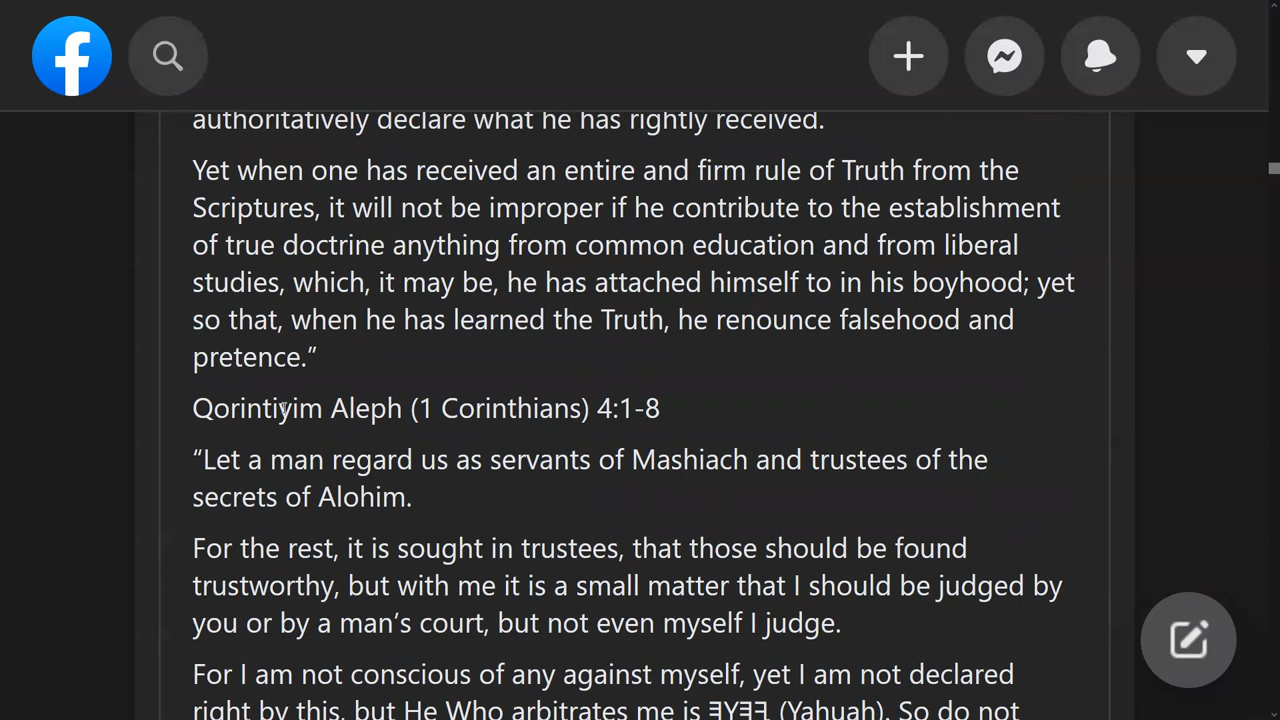 authoritatively declare what he has rightly received.
Yet when one has received an entire and firm rule of Truth from the
Scriptures, it will not be improper if he contribute to the establishment
of true doctrine anything from common education and from liberal
studies, which, it may be, he has attached himself to in his boyhood; yet
so that, when he has learned the Truth, he renounce falsehood and
pretence.”
Qorintiyim Aleph (1 Corinthians) 4:1-8
“Let a man regard us as servants of Mashiach and trustees of the
secrets of Alohim.
For the rest, it is sought in trustees, that those should be found
trustworthy, but with me it is a small matter that I should be judged by
you or by a man’s court, but not even myself I judge.
For I am not conscious of any against myself, yet I am not declared
right by this, but He Who arbitrates me is (Yahuah). So do not